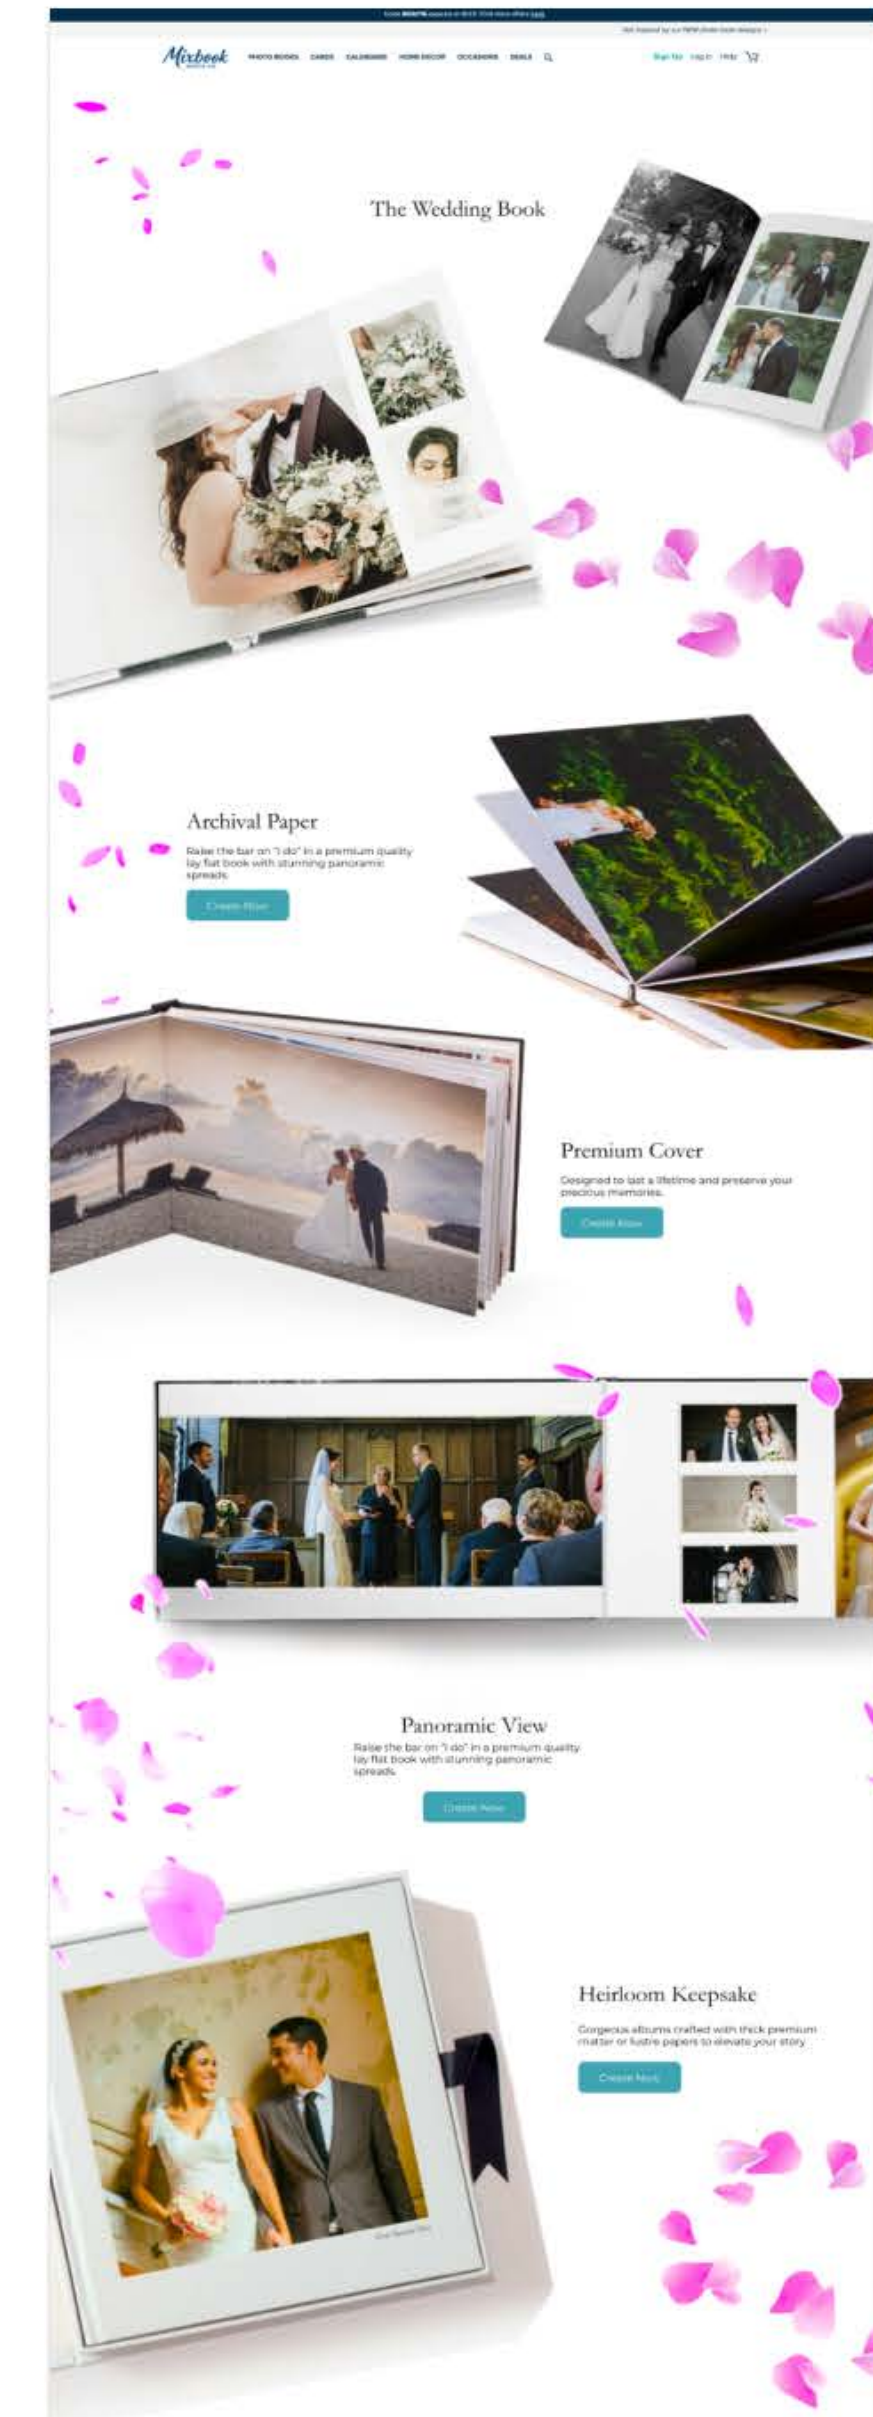 Mixbook
PHOTO BOOKS CARDS CALENDARS HOME DECOR OCCASIONS DEALS
Sign Up Log In Help
The Wedding Book
Archival Paper
Raise the bar on "I do" in a premium quality
lay flat book with stunning panoramic
spreads.
Create Now
Premium Cover
Designed to last a lifetime and preserve your
precious memories.
Create Now
Panoramic View
Raise the bar on "I do" in a premium quality
lay flat book with stunning panoramic
spreads.
Create Now
Heirloom Keepsake
Gorgeous albums crafted with thick premium
matter or lustre papers to elevate your story
Create Now